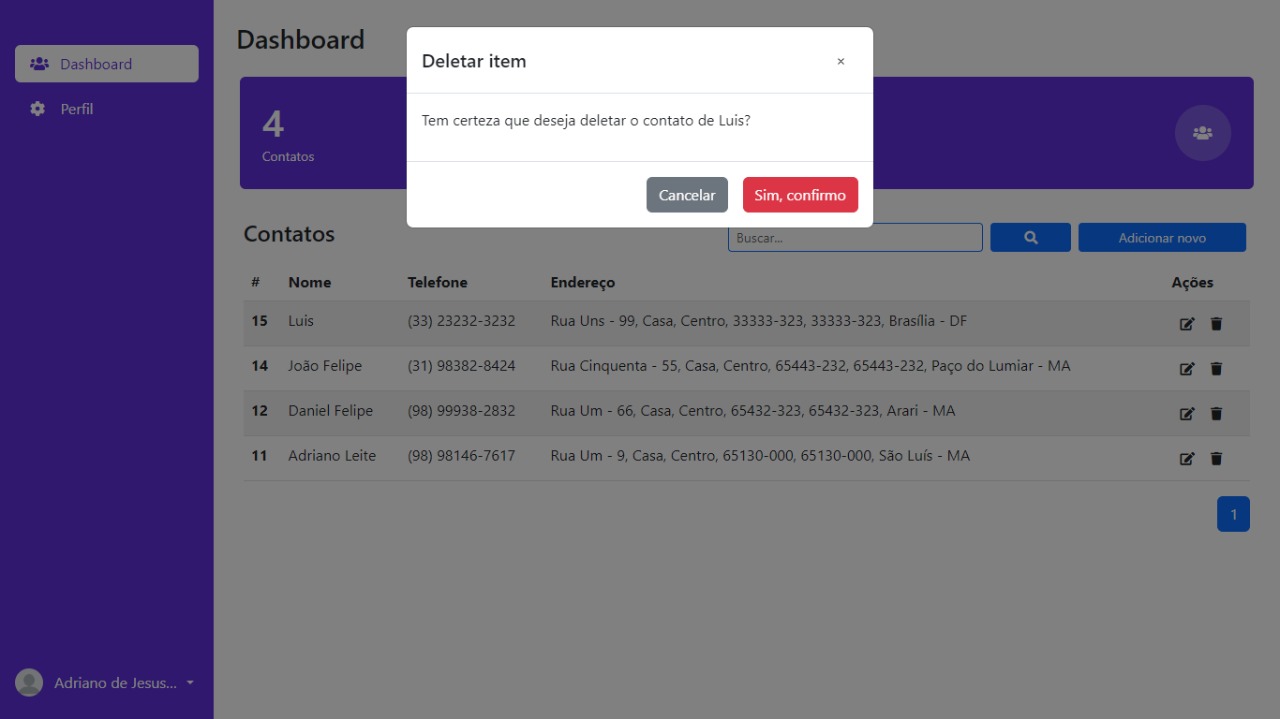 Dashboard
Perfil
Adriano de Jesus...
Dashboard
4
Contatos
Deletar item
×
Tem certeza que deseja deletar o contato de Luis?
Cancelar
Sim, confirmo
Contatos
Buscar...
Adicionar novo
# Nome Telefone Endereço Ações
15 Luis (33) 23232-3232 Rua Uns - 99, Casa, Centro, 33333-323, 33333-323, Brasília - DF
14 João Felipe (31) 98382-8424 Rua Cinquenta - 55, Casa, Centro, 65443-232, 65443-232, Paço do Lumiar - MA
12 Daniel Felipe (98) 99938-2832 Rua Um - 66, Casa, Centro, 65432-323, 65432-323, Arari - MA
11 Adriano Leite (98) 98146-7617 Rua Um - 9, Casa, Centro, 65130-000, 65130-000, São Luís - MA
1